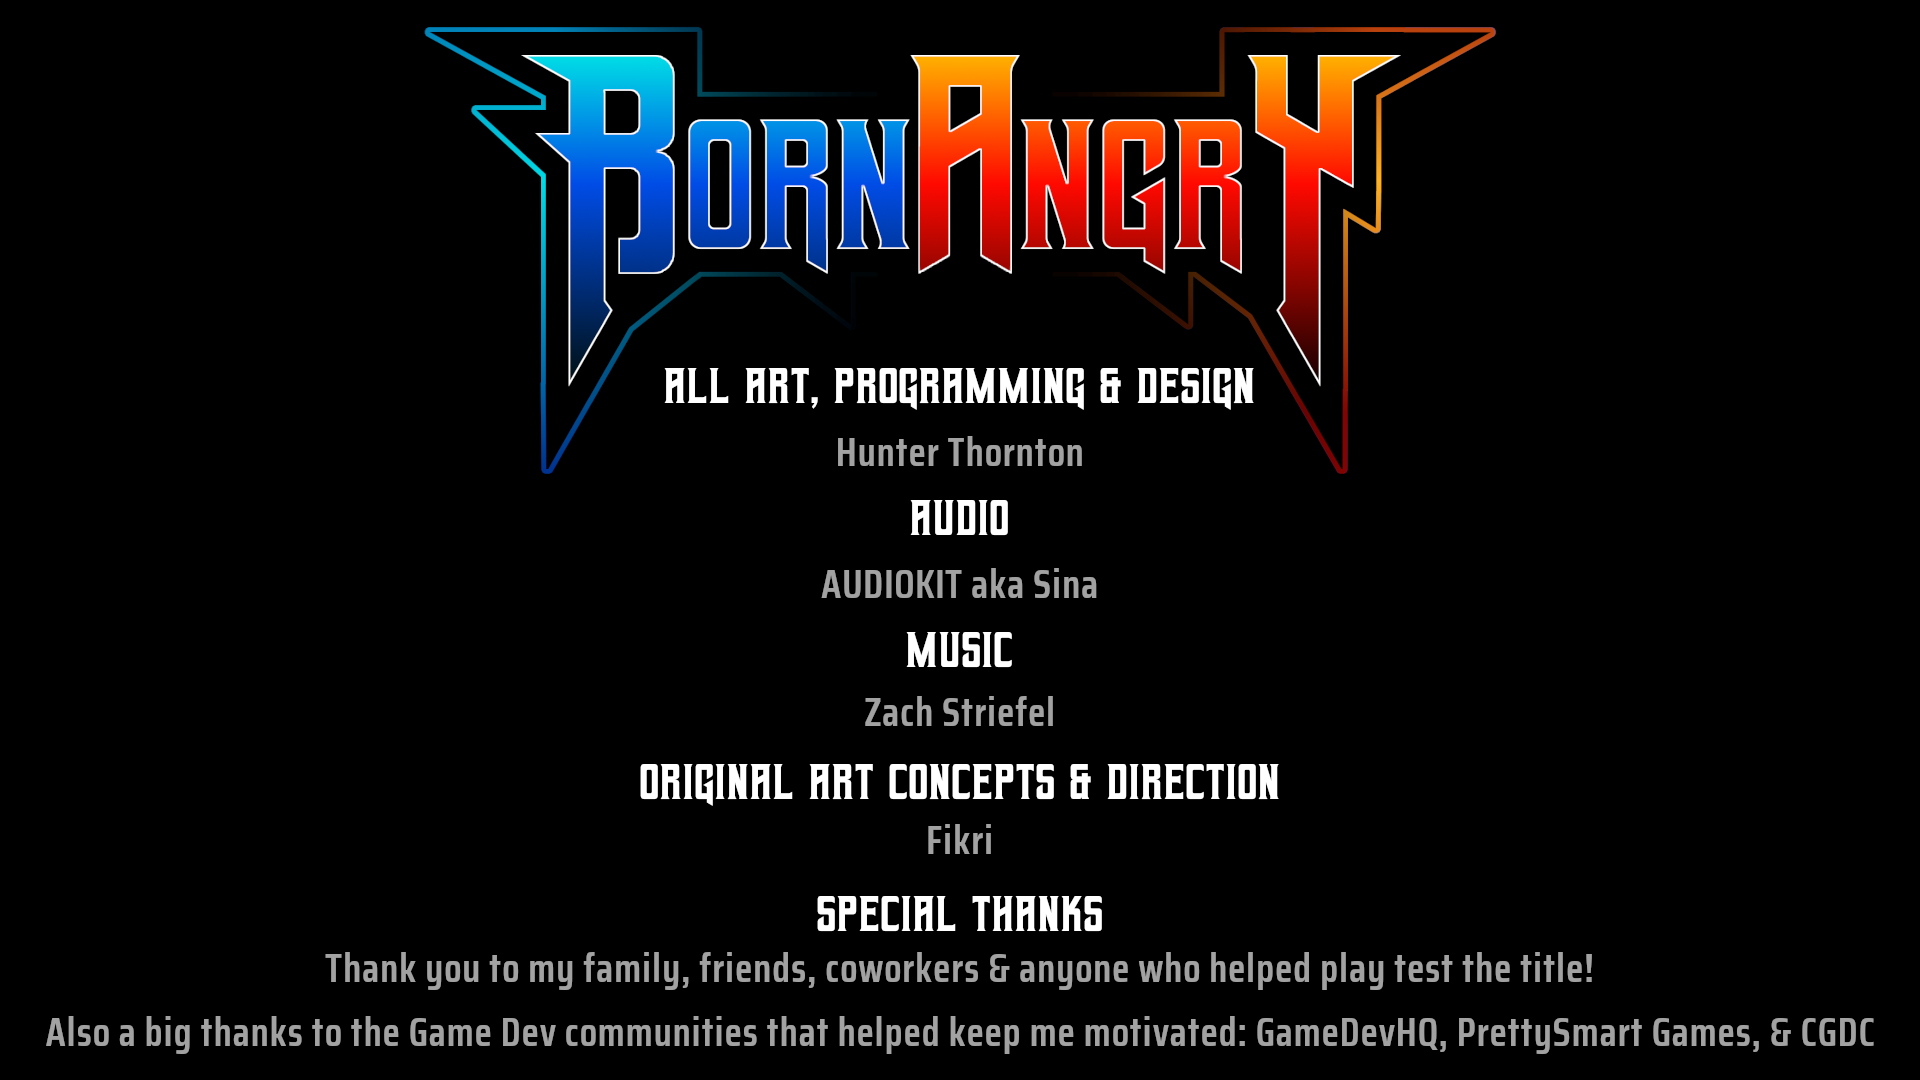 BornAngry
ALL ART, PROGRAMMING & DESIGN
Hunter Thornton
AUDIO
AUDIOKIT aka Sina
MUSIC
Zach Striefel
ORIGINAL ART CONCEPTS & DIRECTION
Fikri
SPECIAL THANKS
Thank you to my family, friends, coworkers & anyone who helped play test the title!
Also a big thanks to the Game Dev communities that helped keep me motivated: GameDevHQ, PrettySmart Games, & CGDC